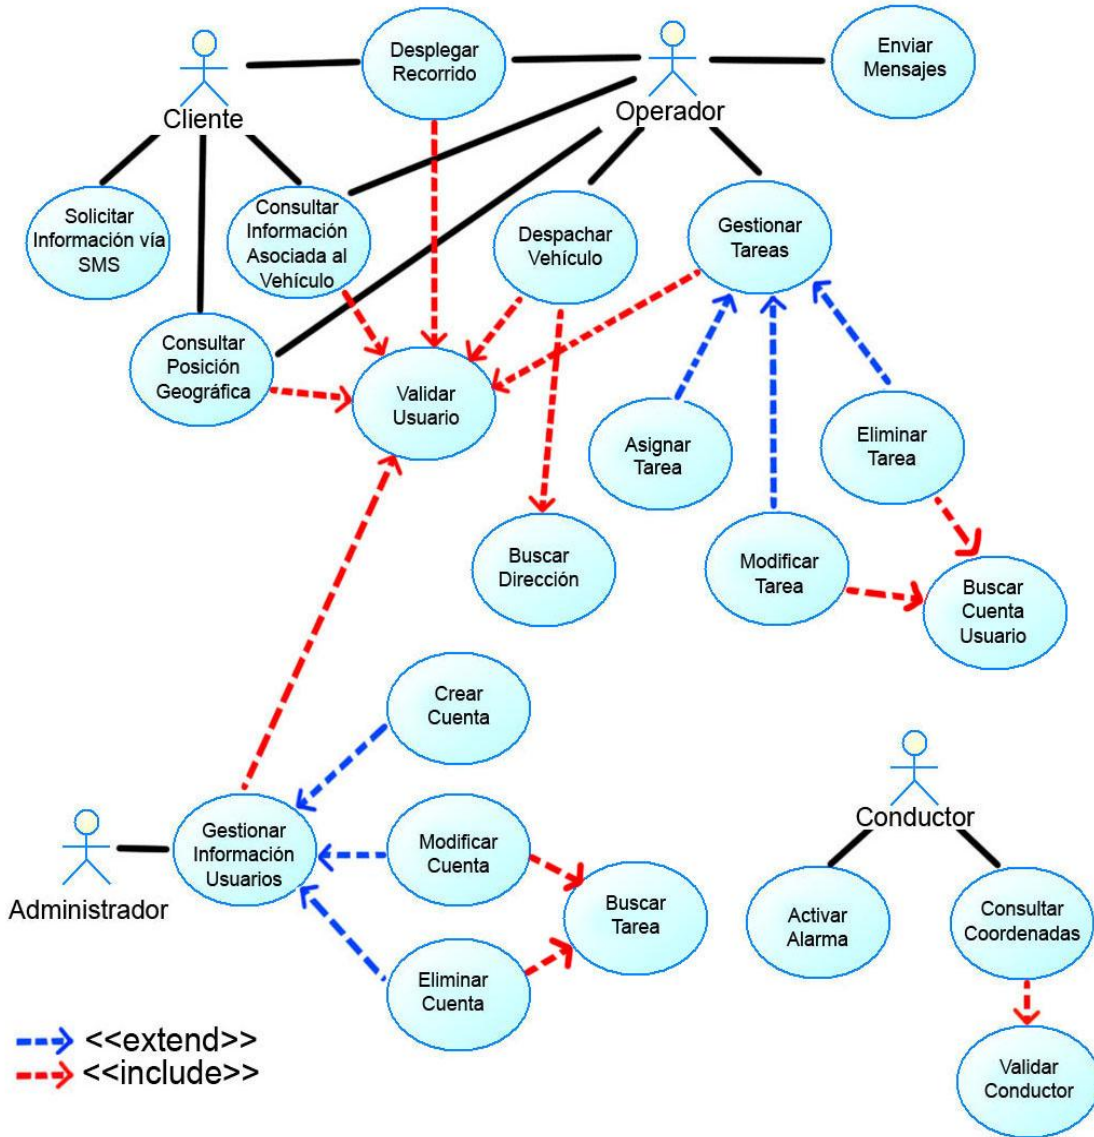 Desplegar
Recorrido
Enviar
Mensajes
Cliente
Operador
Solicitar
Información vía
SMS
Consultar
Información
Asociada al
Vehículo
Despachar
Vehículo
Gestionar
Tareas
Consultar
Posición
Geográfica
Validar
Usuario
Asignar
Tarea
Eliminar
Tarea
Buscar
Dirección
Modificar
Tarea
Buscar
Cuenta
Usuario
Crear
Cuenta
Conductor
Administrador
Gestionar
Información
Usuarios
Modificar
Cuenta
Buscar
Tarea
Activar
Alarma
Consultar
Coordenadas
Eliminar
Cuenta
Validar
Conductor
<<extend>>
<<include>>